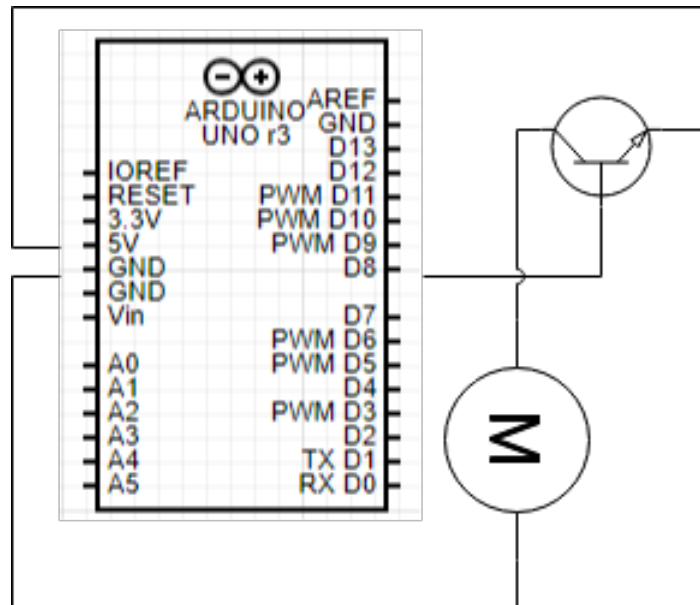 AREF
ARDUINO
GND
UNO r3
D13
IOREF
D12
RESET
PWM D11
3.3V
PWM D10
5V
PWM D9
GND
D8
GND
Vin
D7
PWM D6
A0
PWM D5
A1
D4
A2
PWM D3
A3
D2
A4
TX D1
A5
RX D0
M